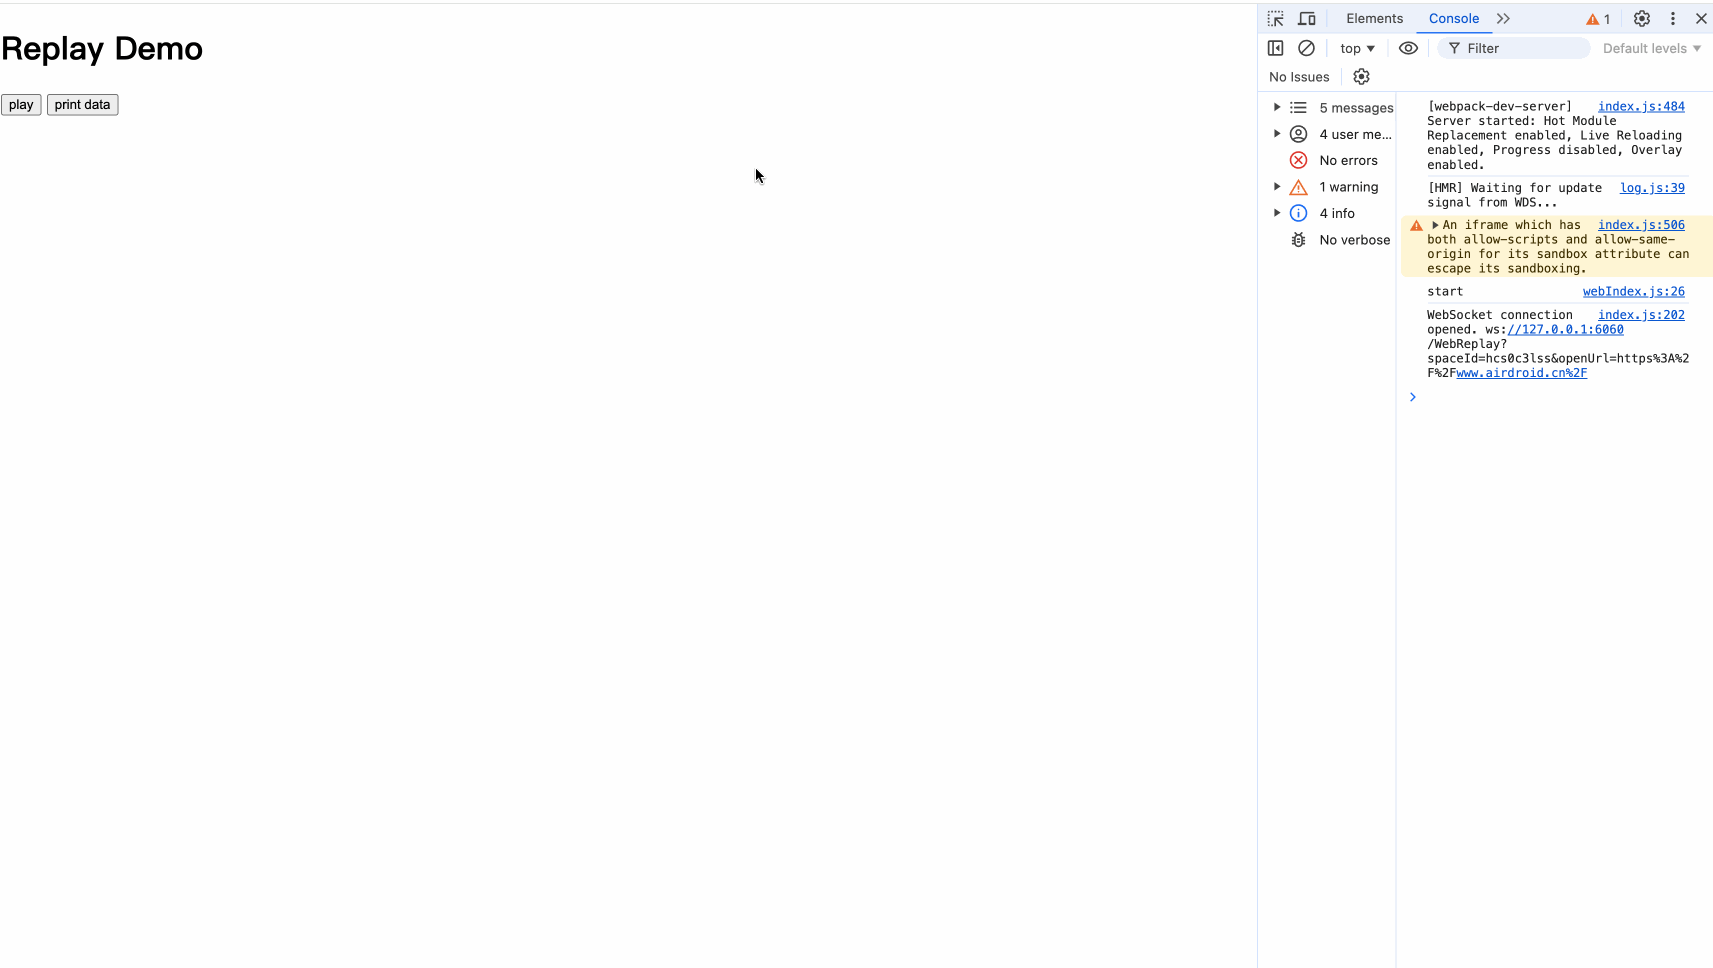 Replay Demo
play print data
Elements Console 1
top Filter Default levels
No Issues
5 messages
4 user me...
No errors
1 warning
4 info
No verbose
[webpack-dev-server] index.js:484
Server started: Hot Module
Replacement enabled, Live Reloading
enabled, Progress disabled, Overlay
enabled.
[HMR] Waiting for update log.js:39
signal from WDS...
An iframe which has index.js:506
both allow-scripts and allow-same-
origin for its sandbox attribute can
escape its sandboxing.
start webIndex.js:26
WebSocket connection index.js:202
opened. ws://127.0.0.1:6060
/WebReplay?
spaceId=hcs0c3lss&openUrl=https%3A%2
F%2Fwww.airdroid.cn%2F